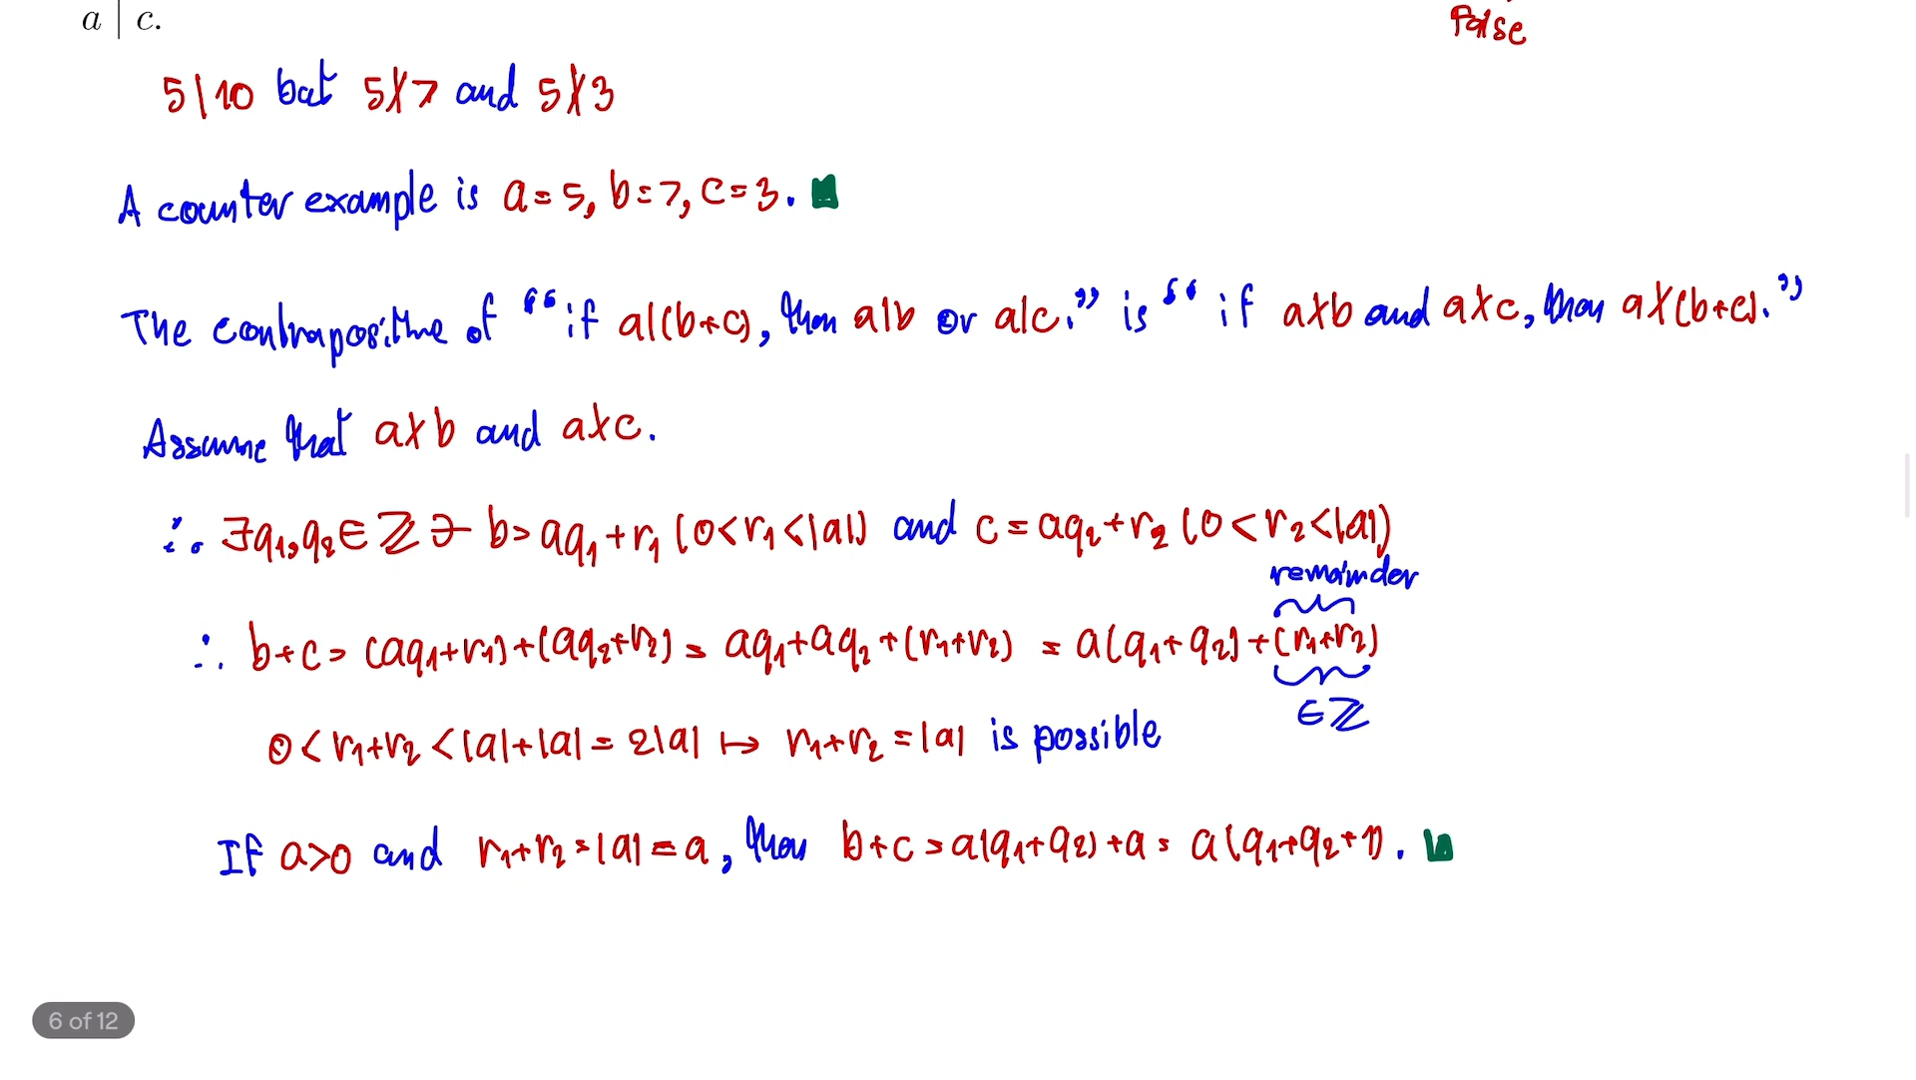 a | c.
False
5|10 but 5∤7 and 5∤3
A counter example is a=5, b=7, c=3. ■
The contrapositive of “if a|(b+c), then a|b or a|c.” is “if a∤b and a∤c, then a∤(b+c).”
Assume that a∤b and a∤c.
∴ ∃q₁,q₂∈ℤ ∋ b=aq₁+r₁ (0<r₁<|a|) and c=aq₂+r₂ (0<r₂<|a|)
remainder
∴ b+c=(aq₁+r₁)+(aq₂+r₂)=aq₁+aq₂+(r₁+r₂)=a(q₁+q₂)+(r₁+r₂)
∈ℤ
0<r₁+r₂<|a|+|a|=2|a| ↦ r₁+r₂=|a| is possible
If a>0 and r₁+r₂=|a|=a, then b+c=a(q₁+q₂)+a=a(q₁+q₂+1). ■
6 of 12